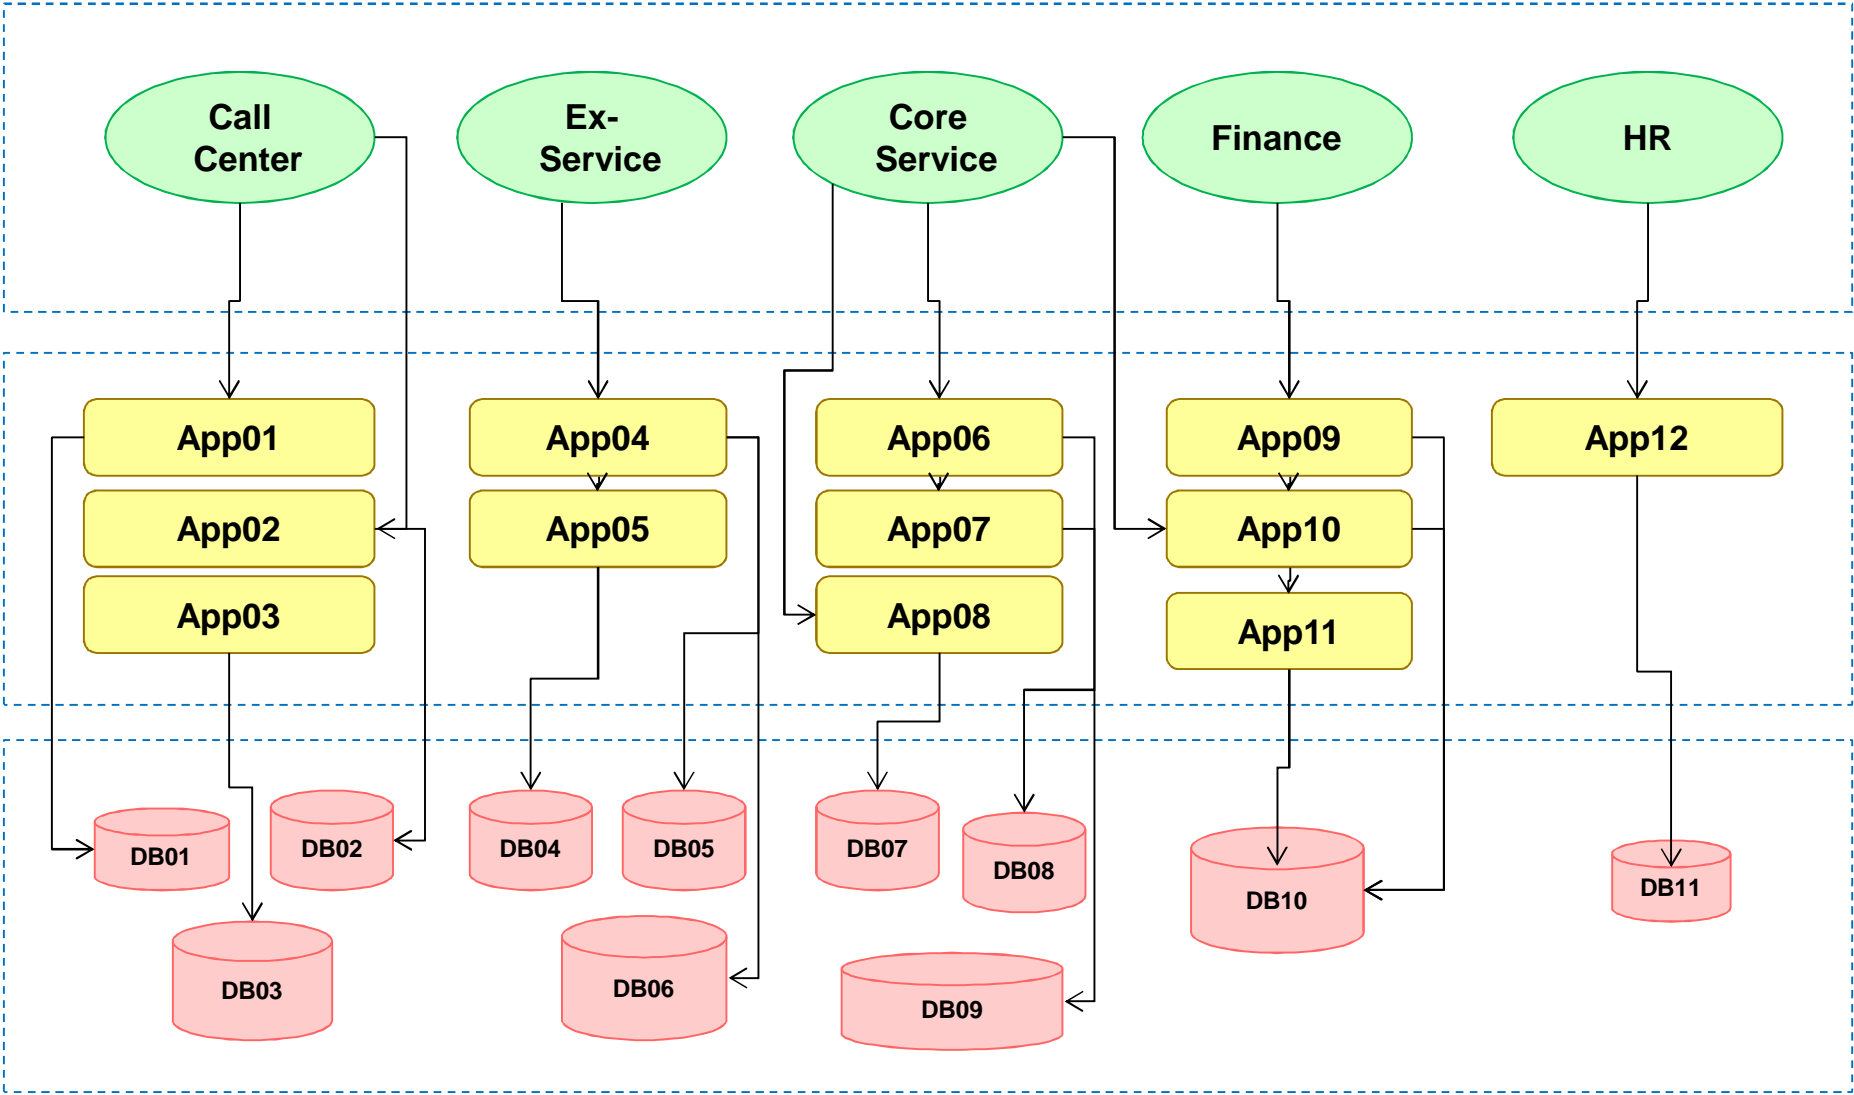 Call
Center
Ex-
Service
Core
Service
Finance
HR
App01
App04
App06
App09
App12
App02
App05
App07
App10
App03
App08
App11
DB01
DB02
DB04
DB05
DB07
DB08
DB10
DB11
DB03
DB06
DB09